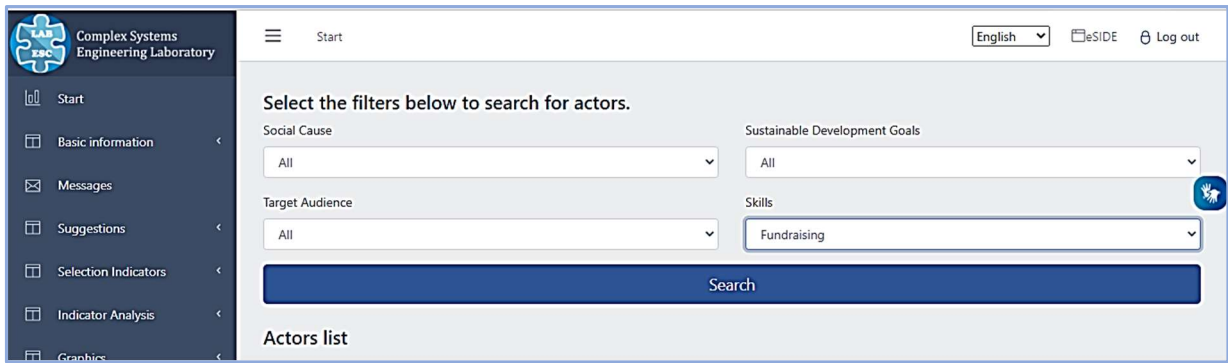 LAB
ESC
Complex Systems
Engineering Laboratory
Start
Basic information
Messages
Suggestions
Selection Indicators
Indicator Analysis
Graphics
Start
English
eSIDE
Log out
Select the filters below to search for actors.
Social Cause
Sustainable Development Goals
All
All
Target Audience
Skills
All
Fundraising
Search
Actors list